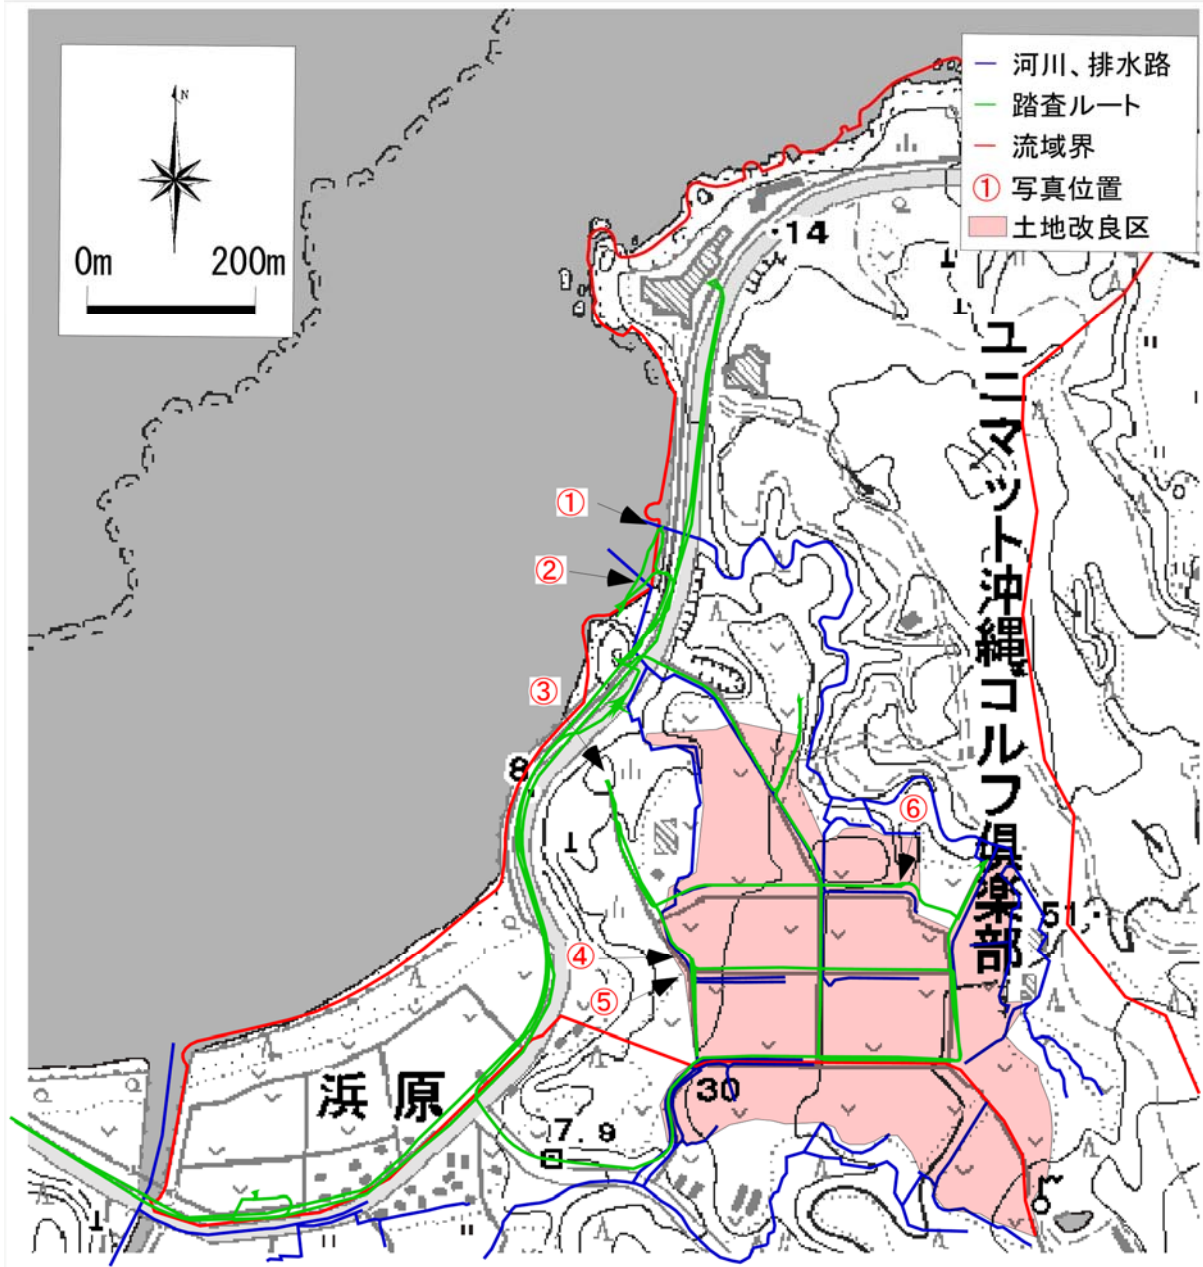 N
0m 200m
河川、排水路
踏査ルート
流域界
① 写真位置
土地改良区
・14
ユニマット沖縄ゴルフ倶楽部
①
②
③
8
⑥
51・
④
⑤
30
浜原
7.9